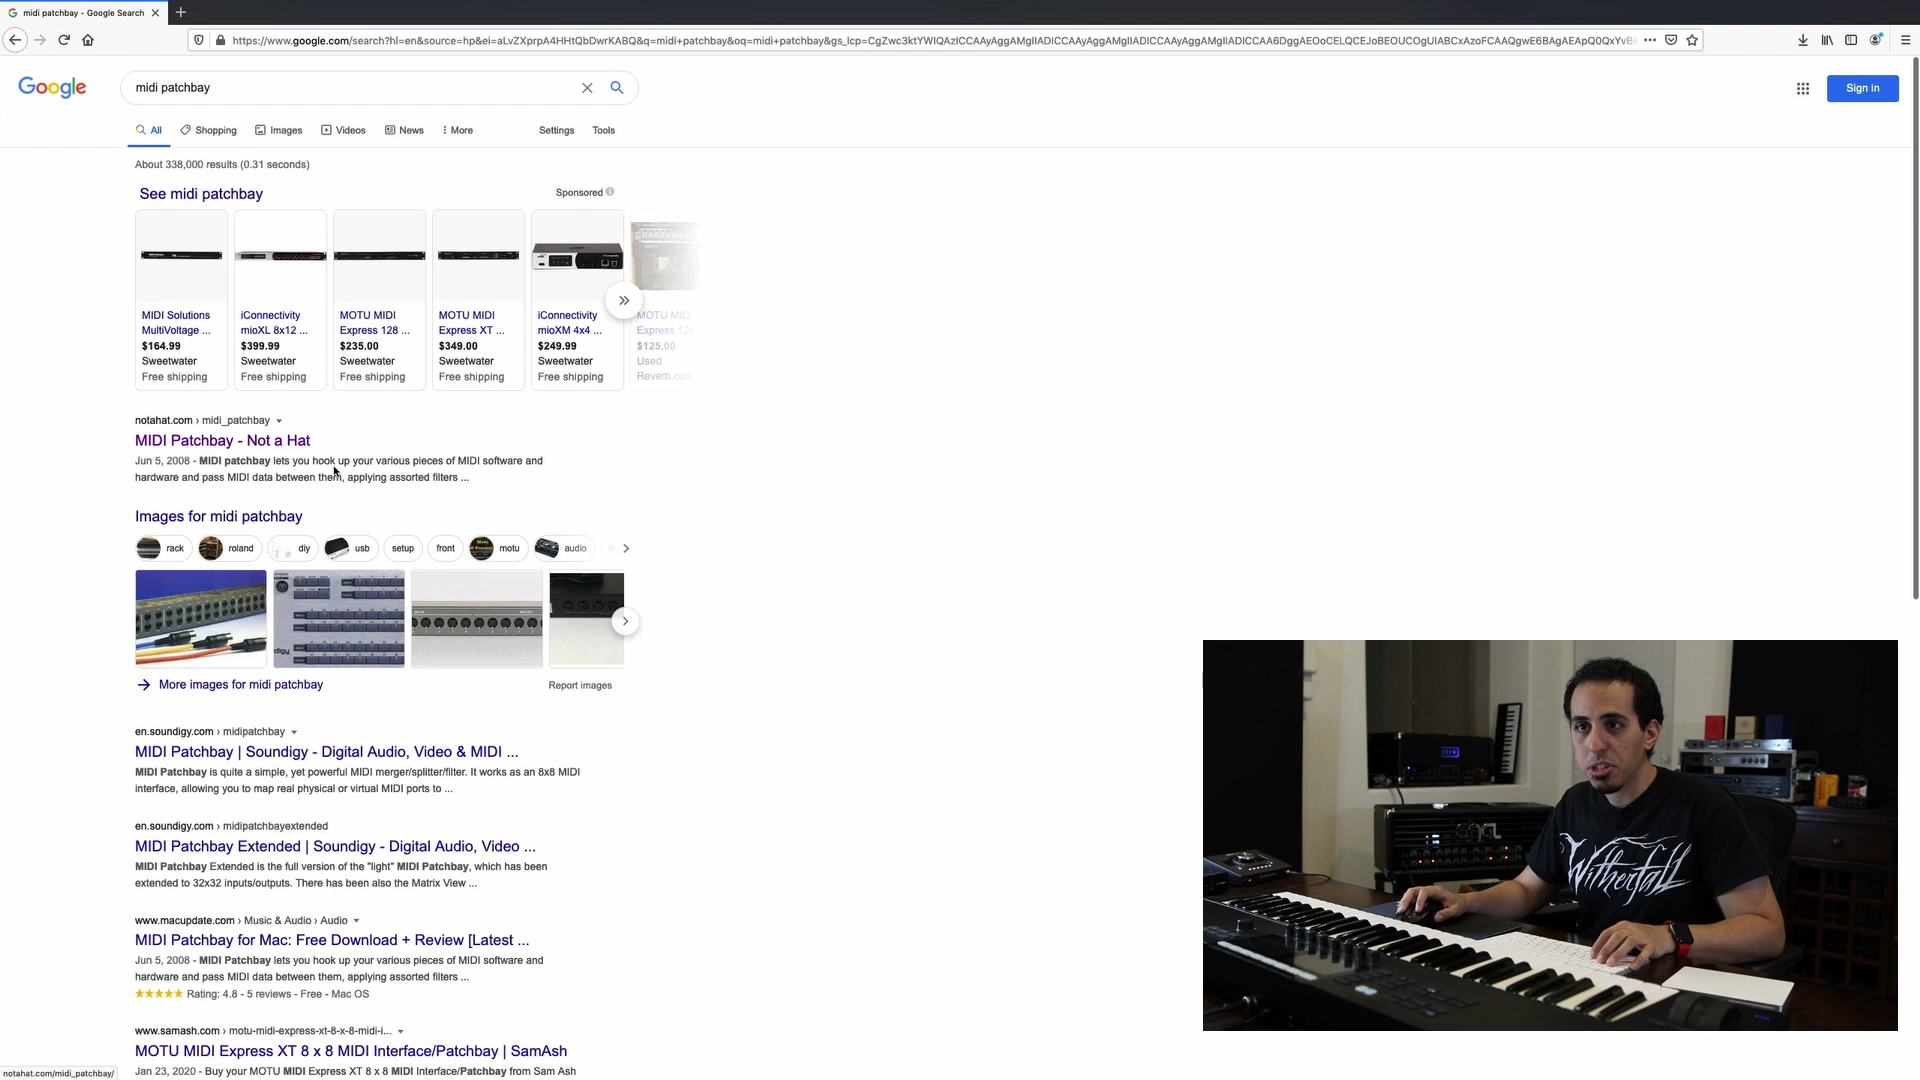 midi patchbay - Google Search
https://www.google.com/search?hl=en&source=hp&ei=aLvZXprpA4HHtQbDwrKABQ&q=midi+patchbay&oq=midi+patchbay
Google
midi patchbay
Sign in
All
Shopping
Images
Videos
News
More
Settings
Tools
About 338,000 results (0.31 seconds)
See midi patchbay
Sponsored
MIDI Solutions
MultiVoltage ...
$164.99
Sweetwater
Free shipping
iConnectivity
mioXL 8x12 ...
$399.99
Sweetwater
Free shipping
MOTU MIDI
Express 128 ...
$235.00
Sweetwater
Free shipping
MOTU MIDI
Express XT ...
$349.00
Sweetwater
Free shipping
iConnectivity
mioXM 4x4 ...
$249.99
Sweetwater
Free shipping
MOTU MIDI
Express
$125.00
Used
Reverb.com
notahat.com › midi_patchbay
MIDI Patchbay - Not a Hat
Jun 5, 2008 - MIDI patchbay lets you hook up your various pieces of MIDI software and
hardware and pass MIDI data between them, applying assorted filters ...
Images for midi patchbay
rack
roland
diy
usb
setup
front
motu
audio
More images for midi patchbay
Report images
en.soundigy.com › midipatchbay
MIDI Patchbay | Soundigy - Digital Audio, Video & MIDI ...
MIDI Patchbay is quite a simple, yet powerful MIDI merger/splitter/filter. It works as an 8x8 MIDI
interface, allowing you to map real physical or virtual MIDI ports to ...
en.soundigy.com › midipatchbayextended
MIDI Patchbay Extended | Soundigy - Digital Audio, Video ...
MIDI Patchbay Extended is the full version of the "light" MIDI Patchbay, which has been
extended to 32x32 inputs/outputs. There has been also the Matrix View ...
www.macupdate.com › Music & Audio › Audio
MIDI Patchbay for Mac: Free Download + Review [Latest ...
Jun 5, 2008 - MIDI Patchbay lets you hook up your various pieces of MIDI software and
hardware and pass MIDI data between them, applying assorted filters ...
Rating: 4.8 - 5 reviews - Free - Mac OS
www.samash.com › motu-midi-express-xt-8-x-8-midi-i...
MOTU MIDI Express XT 8 x 8 MIDI Interface/Patchbay | SamAsh
Jan 23, 2020 - Buy your MOTU MIDI Express XT 8 x 8 MIDI Interface/Patchbay from Sam Ash
notahat.com/midi_patchbay/
Witherfall